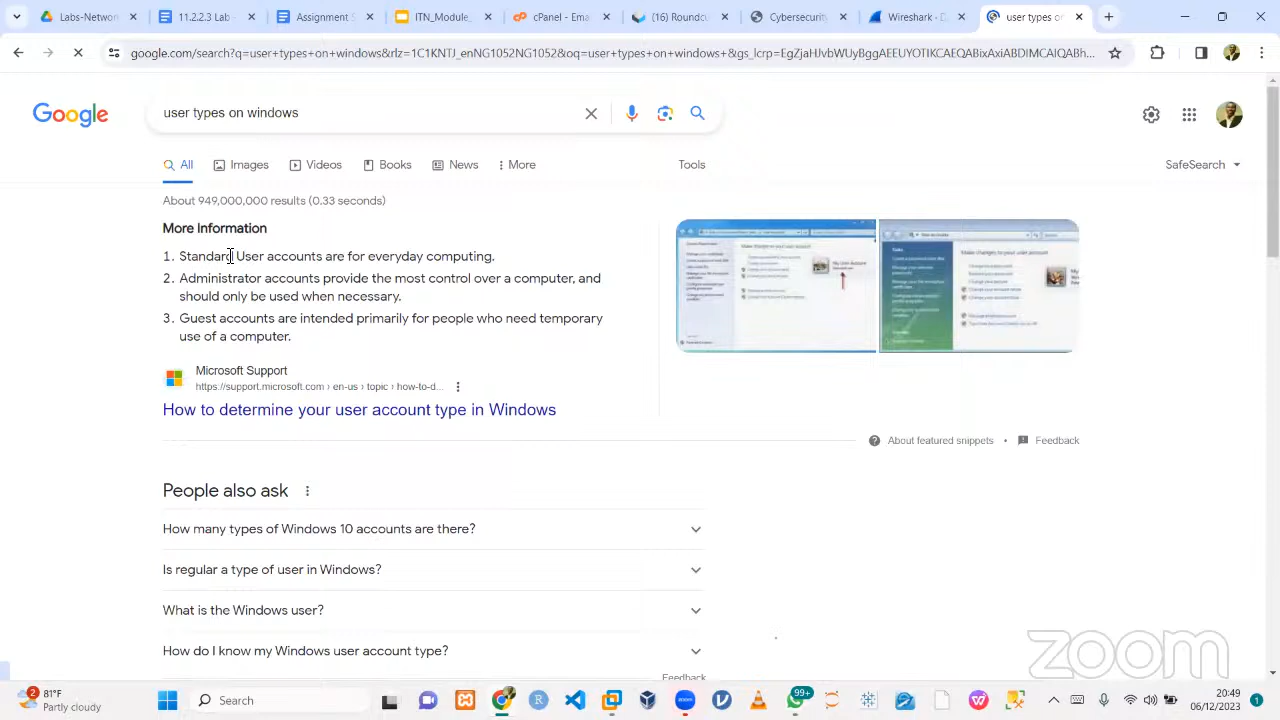 Labs-Networ
11.2.2.3 Lab
Assignment S
ITN_Module_
cPanel - Ema
(16) Roundc
Cybersecurity
Wireshark
user types on
google.com/search?q=user+types+on+windows&rlz=1C1KNTJ_enNG1052NG1052&oq=user+types+on+windows+&gs_lcrp=
Google
user types on windows
All
Images
Videos
Books
News
More
Tools
SafeSearch
About 949,000,000 results (0.33 seconds)
More information
1. Standard user accounts are for everyday computing.
2. Administrator accounts provide the most control over a computer, and
should only be used when necessary.
3. Guest accounts are intended primarily for people who need temporary
use of a computer.
Microsoft Support
https://support.microsoft.com › en-us › topic › how-to-d...
How to determine your user account type in Windows
About featured snippets
•
Feedback
People also ask
How many types of Windows 10 accounts are there?
Is regular a type of user in Windows?
What is the Windows user?
How do I know my Windows user account type?
Feedback
zoom
2
81°F
Partly cloudy
Search
99+
20:49
06/12/2023
1